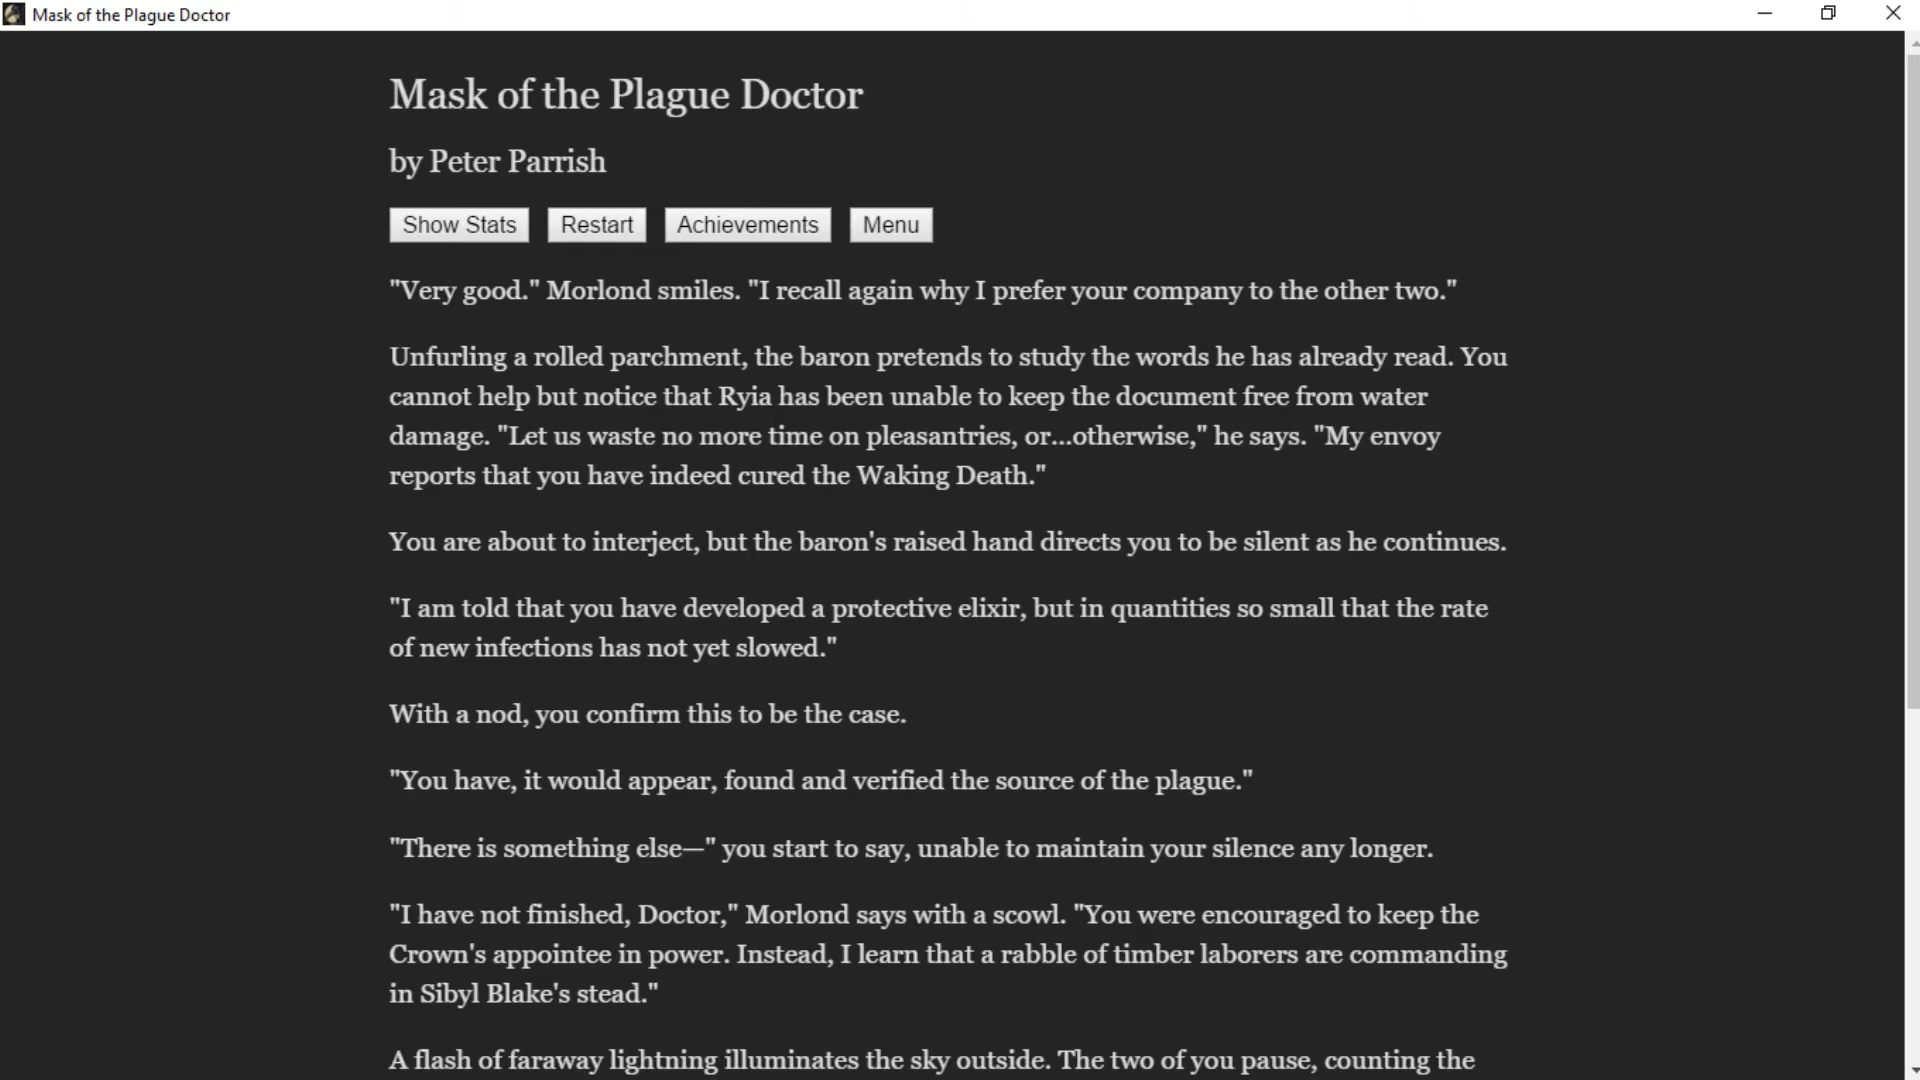 Mask of the Plague Doctor
Mask of the Plague Doctor
by Peter Parrish
Show Stats Restart Achievements Menu
"Very good." Morlond smiles. "I recall again why I prefer your company to the other two."
Unfurling a rolled parchment, the baron pretends to study the words he has already read. You
cannot help but notice that Ryia has been unable to keep the document free from water
damage. "Let us waste no more time on pleasantries, or...otherwise," he says. "My envoy
reports that you have indeed cured the Waking Death."
You are about to interject, but the baron's raised hand directs you to be silent as he continues.
"I am told that you have developed a protective elixir, but in quantities so small that the rate
of new infections has not yet slowed."
With a nod, you confirm this to be the case.
"You have, it would appear, found and verified the source of the plague."
"There is something else—" you start to say, unable to maintain your silence any longer.
"I have not finished, Doctor," Morlond says with a scowl. "You were encouraged to keep the
Crown's appointee in power. Instead, I learn that a rabble of timber laborers are commanding
in Sibyl Blake's stead."
A flash of faraway lightning illuminates the sky outside. The two of you pause, counting the